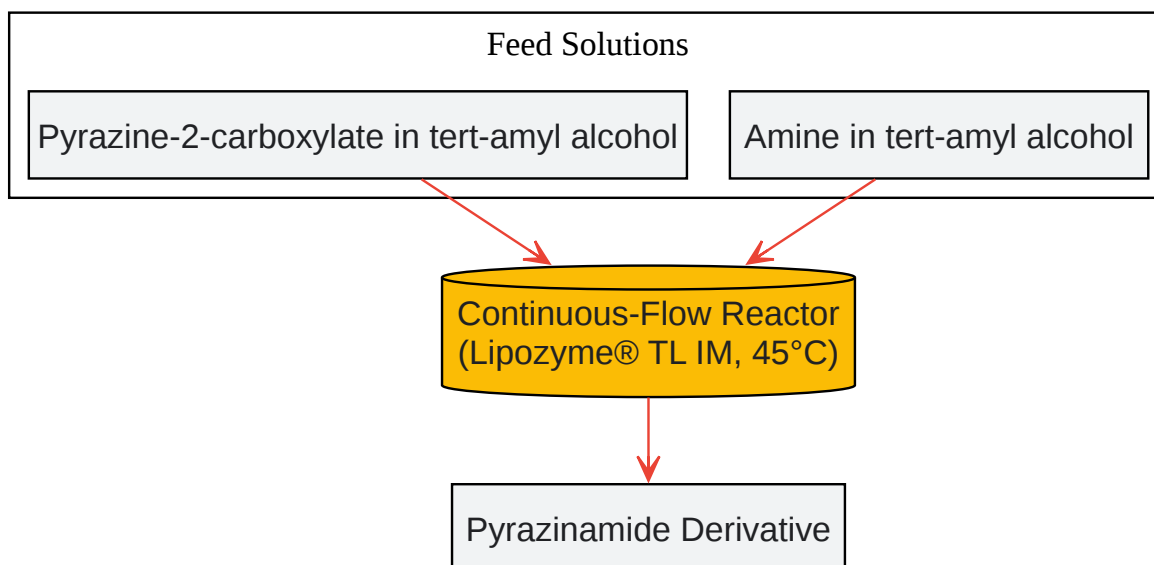 Feed Solutions
Pyrazine-2-carboxylate in tert-amyl alcohol
Amine in tert-amyl alcohol
Continuous-Flow Reactor
(Lipozyme® TL IM, 45°C)
Pyrazinamide Derivative